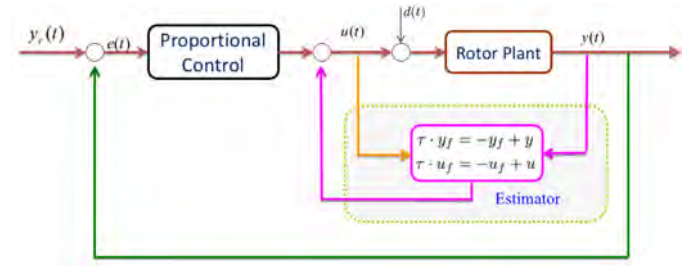 d(t)
y_r(t)
e(t)
Proportional
Control
u(t)
Rotor Plant
y(t)
τ · y_f = −y_f + y
τ · u_f = −u_f + u
Estimator